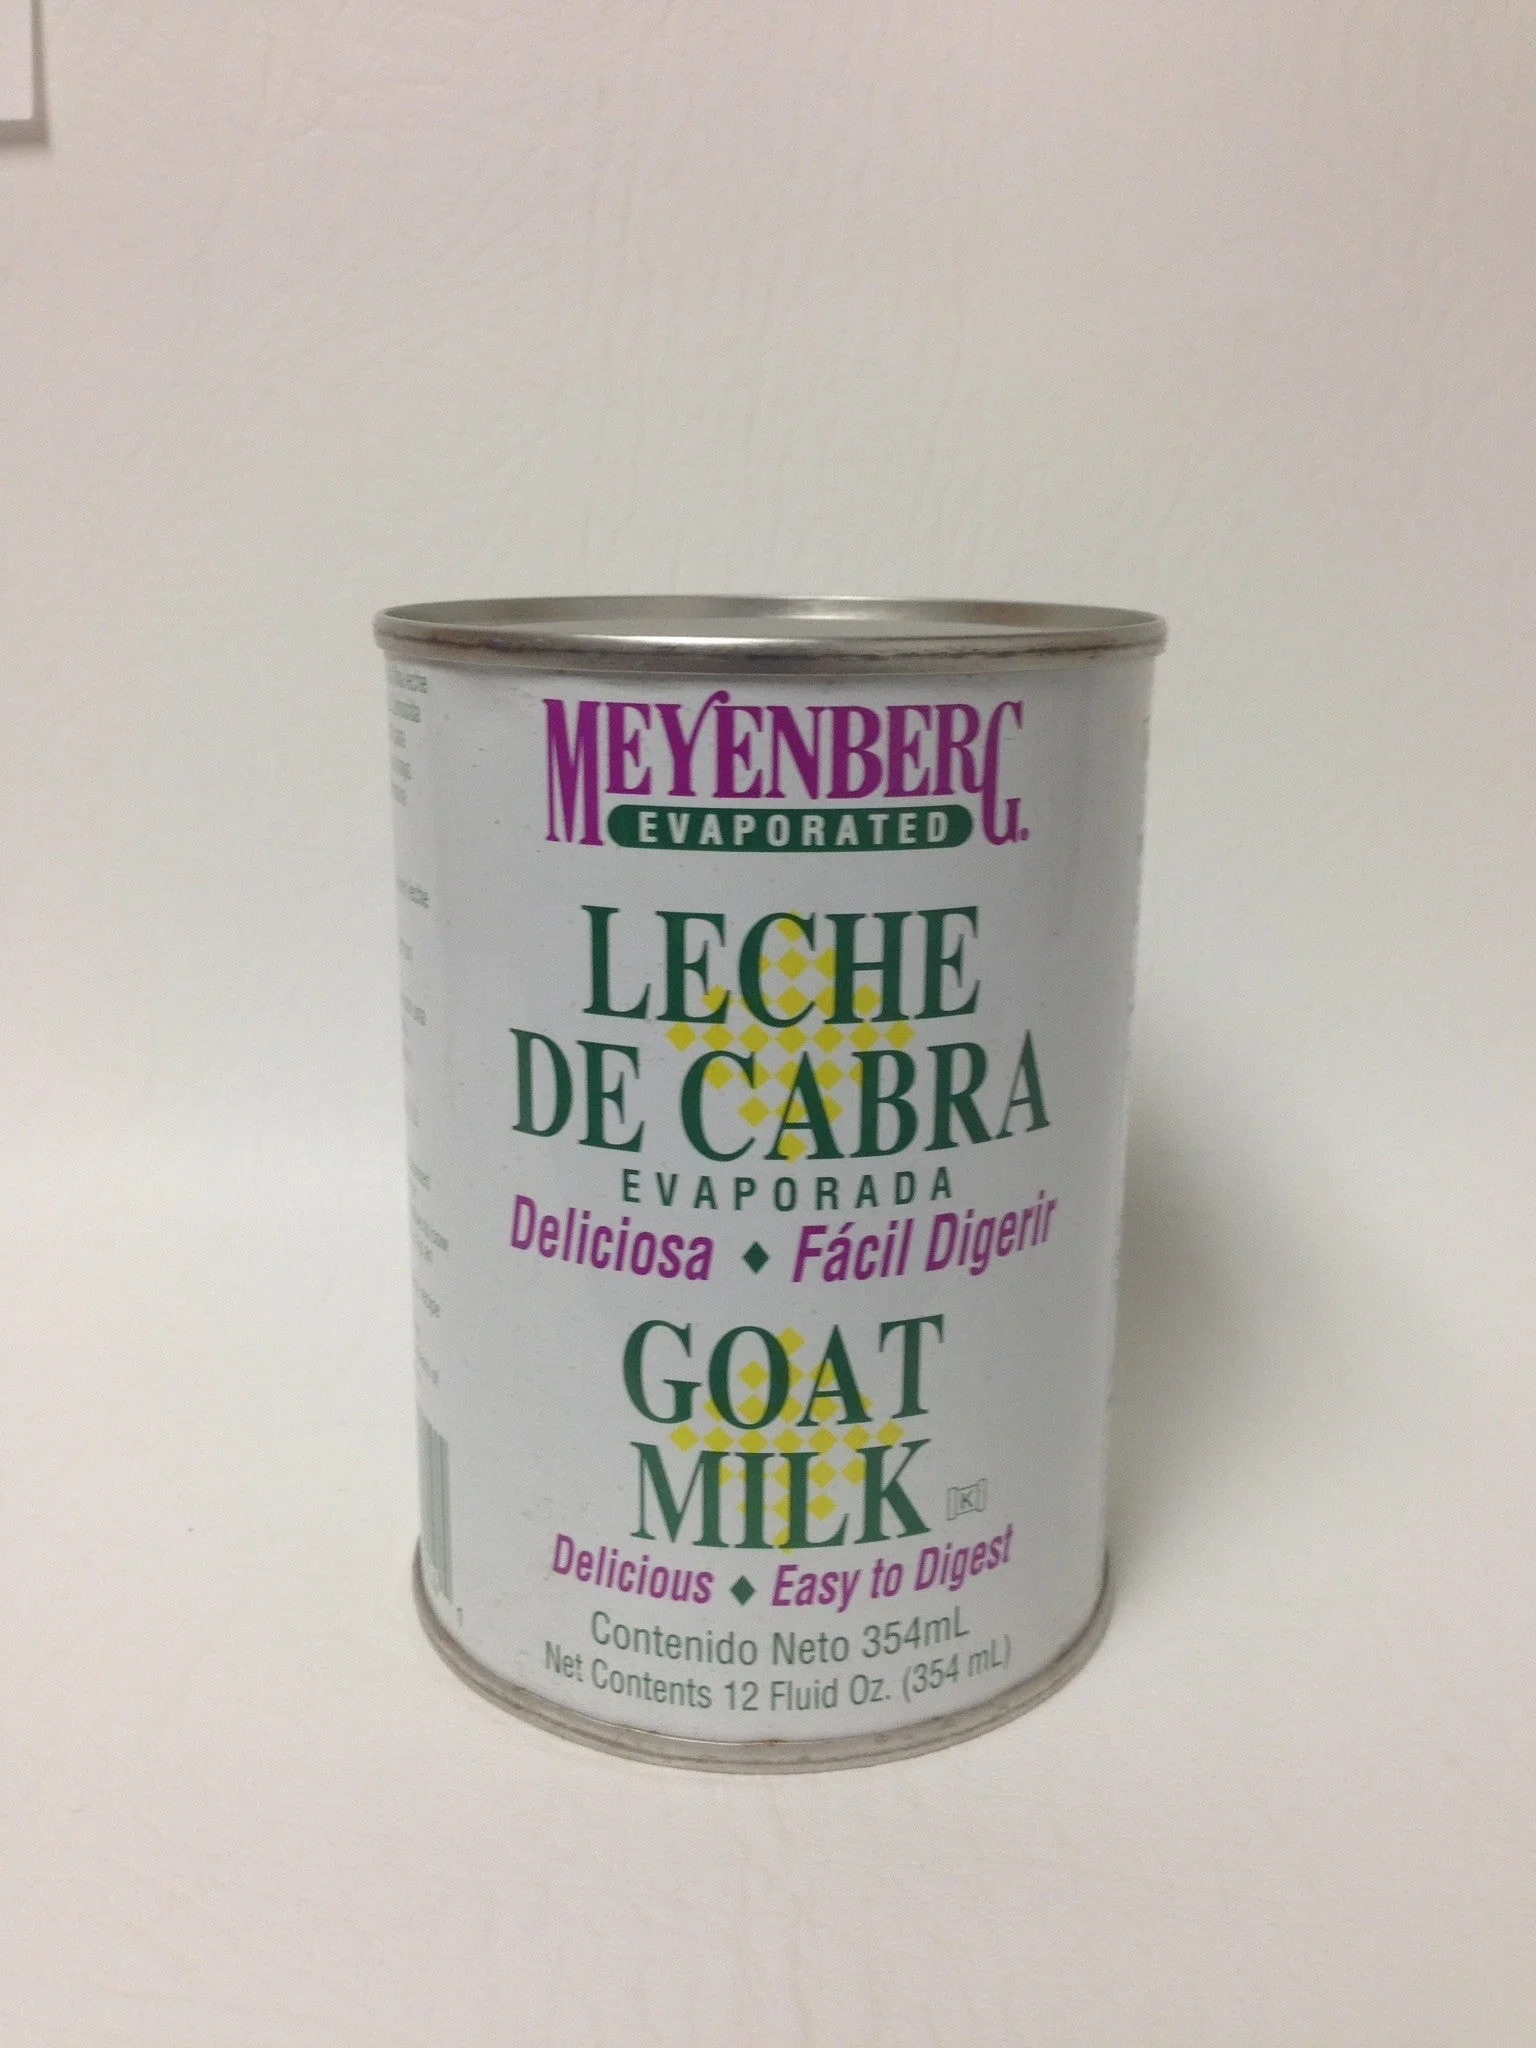 MEYENBERG.
EVAPORATED
LECHE
DE CABRA
EVAPORADA
Deliciosa ♦ Fácil Digerir
GOAT
MILK
K
Delicious ♦ Easy to Digest
Contenido Neto 354mL
Net Contents 12 Fluid Oz. (354 mL)
1